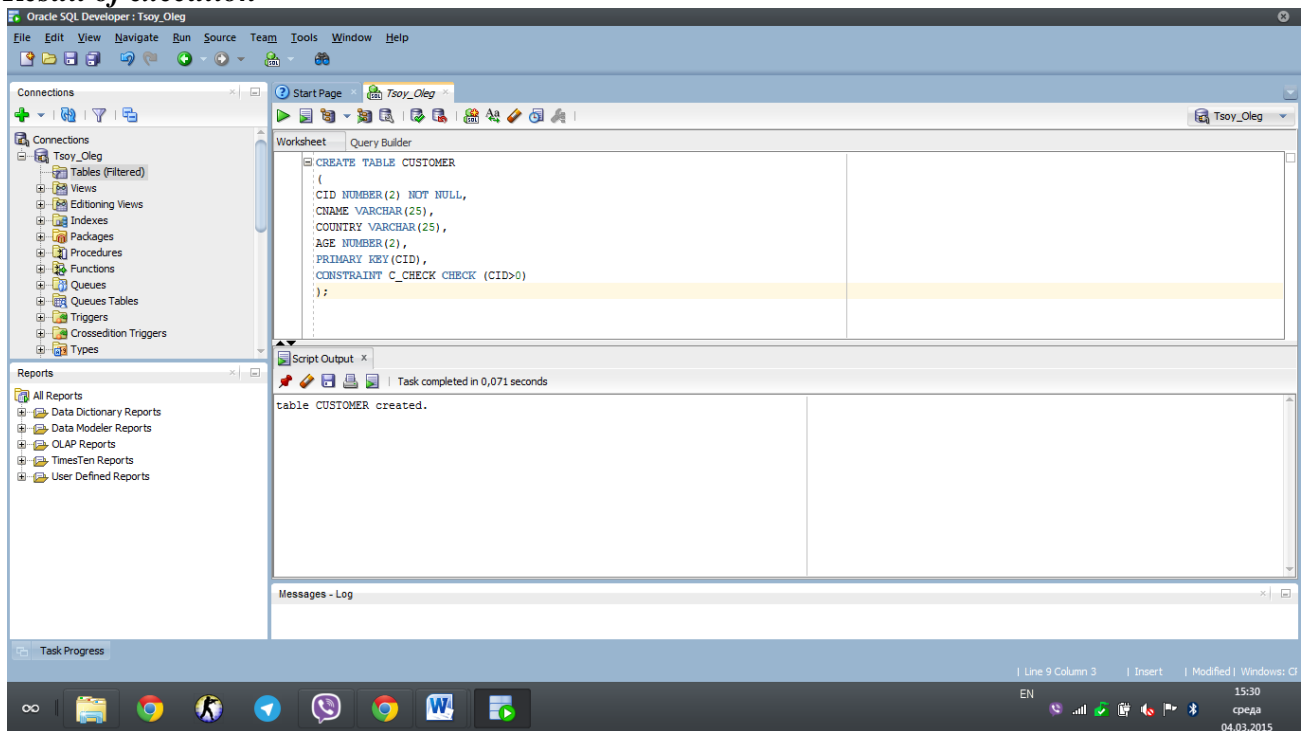 Oracle SQL Developer : Tsoy_Oleg
File Edit View Navigate Run Source Team Tools Window Help
Connections
Start Page
Tsoy_Oleg
Tsoy_Oleg
Worksheet Query Builder
Connections
Tsoy_Oleg
Tables (Filtered)
Views
Editioning Views
Indexes
Packages
Procedures
Functions
Queues
Queues Tables
Triggers
Crossedition Triggers
Types
CREATE TABLE CUSTOMER
(
CID NUMBER(2) NOT NULL,
CNAME VARCHAR(25),
COUNTRY VARCHAR(25),
AGE NUMBER(2),
PRIMARY KEY(CID),
CONSTRAINT C_CHECK CHECK (CID>0)
);
Script Output
Task completed in 0,071 seconds
table CUSTOMER created.
Reports
All Reports
Data Dictionary Reports
Data Modeler Reports
OLAP Reports
TimesTen Reports
User Defined Reports
Messages - Log
Task Progress
| Line 9 Column 3 | Insert | Modified | Windows: CF
EN
15:30
среда
04.03.2015